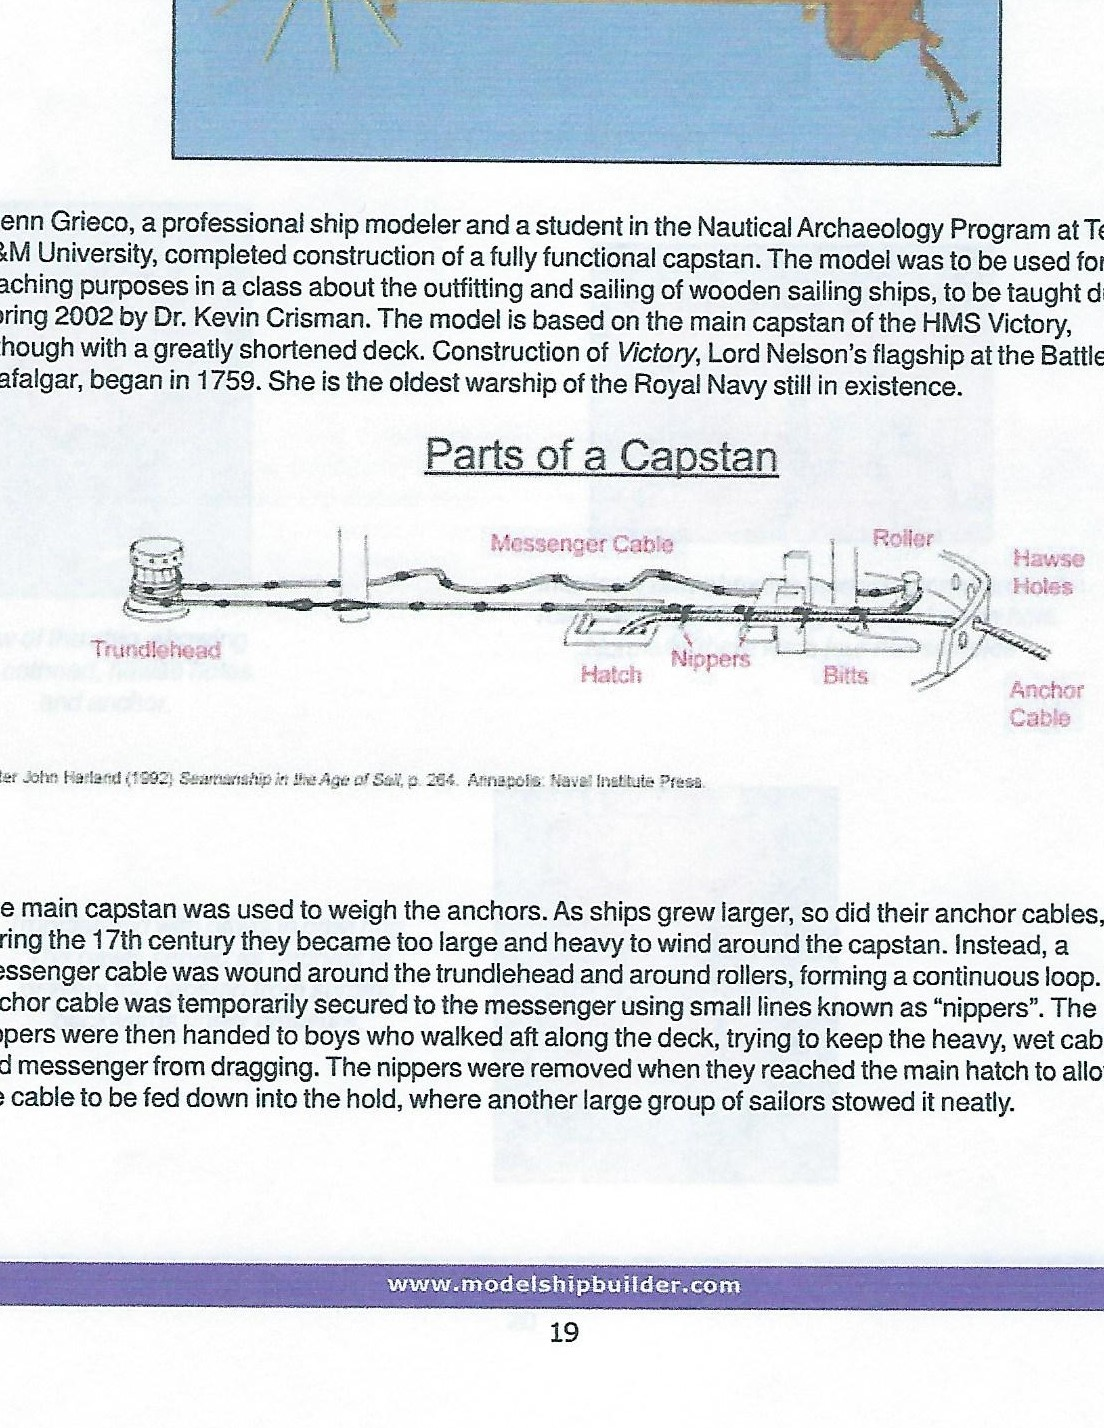 enn Grieco, a professional ship modeler and a student in the Nautical Archaeology Program at Te
&M University, completed construction of a fully functional capstan. The model was to be used for
aching purposes in a class about the outfitting and sailing of wooden sailing ships, to be taught d
ring 2002 by Dr. Kevin Crisman. The model is based on the main capstan of the HMS Victory,
hough with a greatly shortened deck. Construction of Victory, Lord Nelson's flagship at the Battle
afalgar, began in 1759. She is the oldest warship of the Royal Navy still in existence.
Parts of a Capstan
Messenger Cable
Roller
Hawse
Holes
Trundlehead
Nippers
Hatch
Bitts
Anchor
Cable
ter John Harland (1992) Seamanship in the Age of Sail, p. 264. Annapolis: Naval Institute Press.
e main capstan was used to weigh the anchors. As ships grew larger, so did their anchor cables,
ring the 17th century they became too large and heavy to wind around the capstan. Instead, a
essenger cable was wound around the trundlehead and around rollers, forming a continuous loop.
chor cable was temporarily secured to the messenger using small lines known as “nippers”. The
ppers were then handed to boys who walked aft along the deck, trying to keep the heavy, wet cab
d messenger from dragging. The nippers were removed when they reached the main hatch to allo
e cable to be fed down into the hold, where another large group of sailors stowed it neatly.
www.modelshipbuilder.com
19